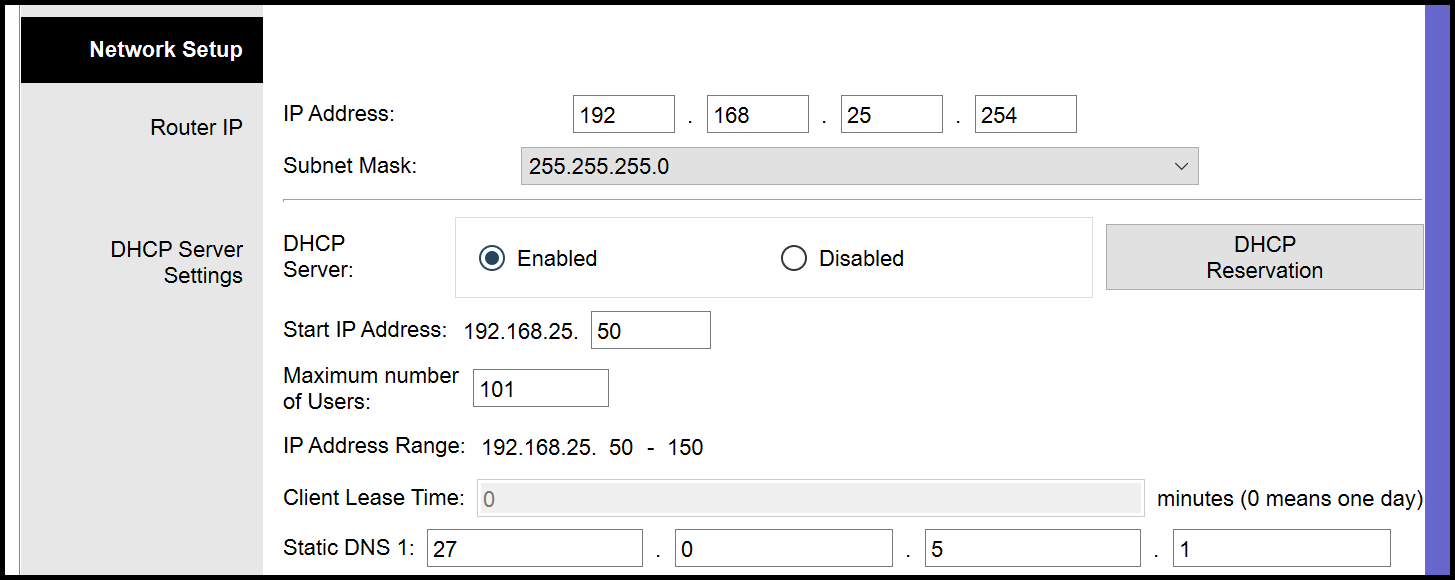 Network Setup
Router IP
IP Address: 192 . 168 . 25 . 254
Subnet Mask: 255.255.255.0
DHCP Server
Settings
DHCP
Server:
Enabled
Disabled
DHCP
Reservation
Start IP Address: 192.168.25. 50
Maximum number
of Users:
101
IP Address Range: 192.168.25. 50 - 150
Client Lease Time: 0 minutes (0 means one day)
Static DNS 1: 27 . 0 . 5 . 1